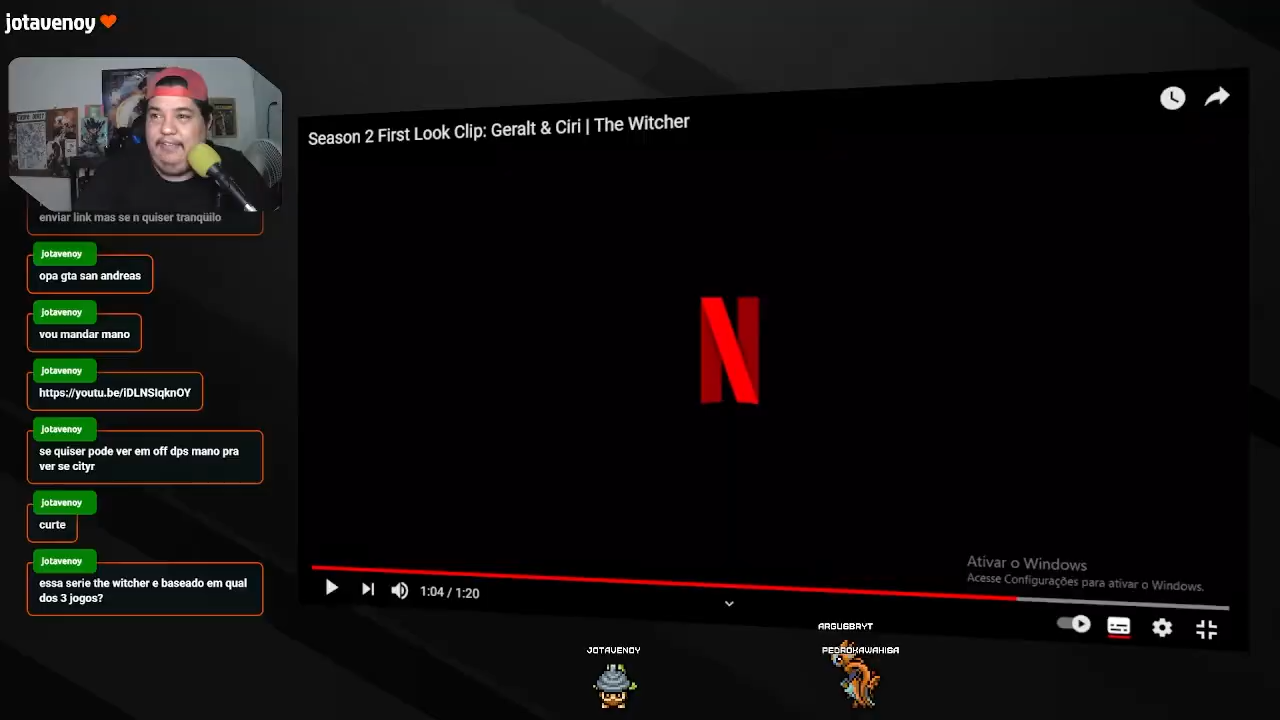 jotavenoy
enviar link mas se n quiser tranqüilo
jotavenoy
opa gta san andreas
jotavenoy
vou mandar mano
jotavenoy
https://youtu.be/iDLNSIqknOY
jotavenoy
se quiser pode ver em off dps mano pra
ver se cityr
jotavenoy
curte
jotavenoy
essa serie the witcher e baseado em qual
dos 3 jogos?
Season 2 First Look Clip: Geralt & Ciri | The Witcher
N
Ativar o Windows
Acesse Configurações para ativar o Windows.
1:04 / 1:20
ARGUSBRYT
JOTAVENOY
PEDROKAWAHIGA